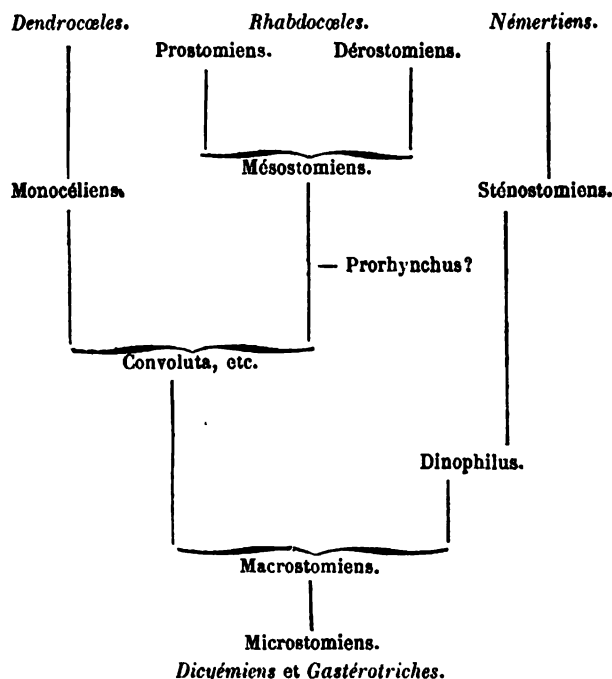 Dendrocœles. Rhabdocœles. Némertiens.
Prostomiens. Dérostomiens.
Mésostomiens.
Monocéliens. Sténostomiens.
— Prorhynchus?
Convoluta, etc.
Dinophilus.
Macrostomiens.
Microstomiens.
Dicyémiens et Gastérotriches.